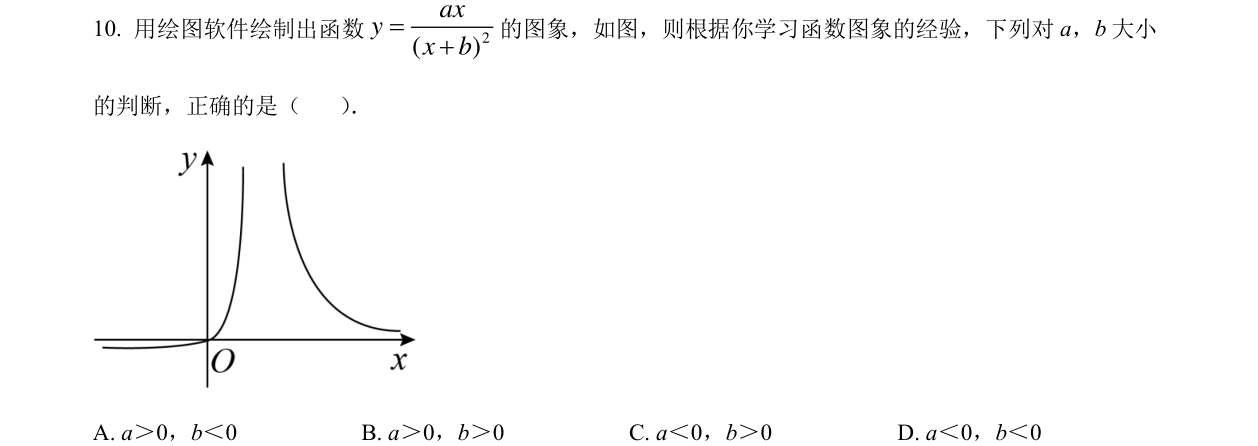 10. 用绘图软件绘制出函数 y = ax/(x+b)² 的图象，如图，则根据你学习函数图象的经验，下列对 a，b 大小
的判断，正确的是（　　）.
y
O
x
A. a＞0，b＜0　B. a＞0，b＞0　C. a＜0，b＞0　D. a＜0，b＜0